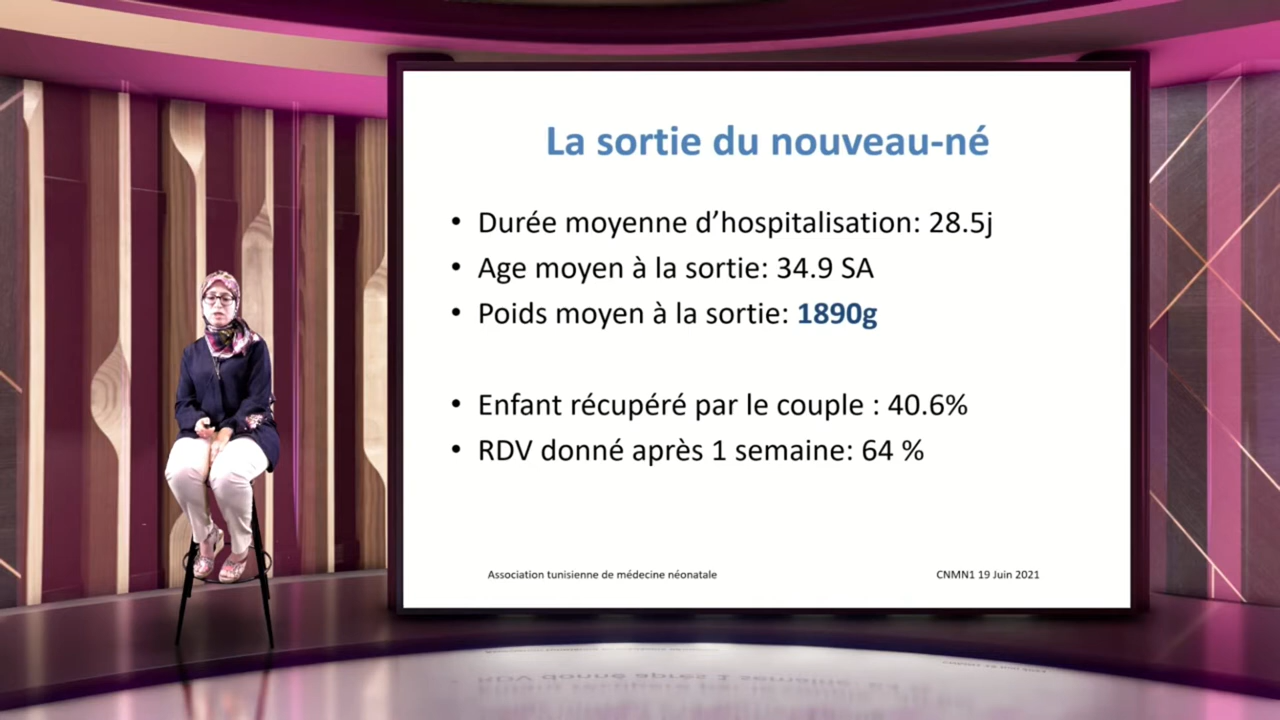 La sortie du nouveau-né
• Durée moyenne d’hospitalisation: 28.5j
• Age moyen à la sortie: 34.9 SA
• Poids moyen à la sortie: 1890g
• Enfant récupéré par le couple : 40.6%
• RDV donné après 1 semaine: 64 %
Association tunisienne de médecine néonatale
CNMN1 19 Juin 2021